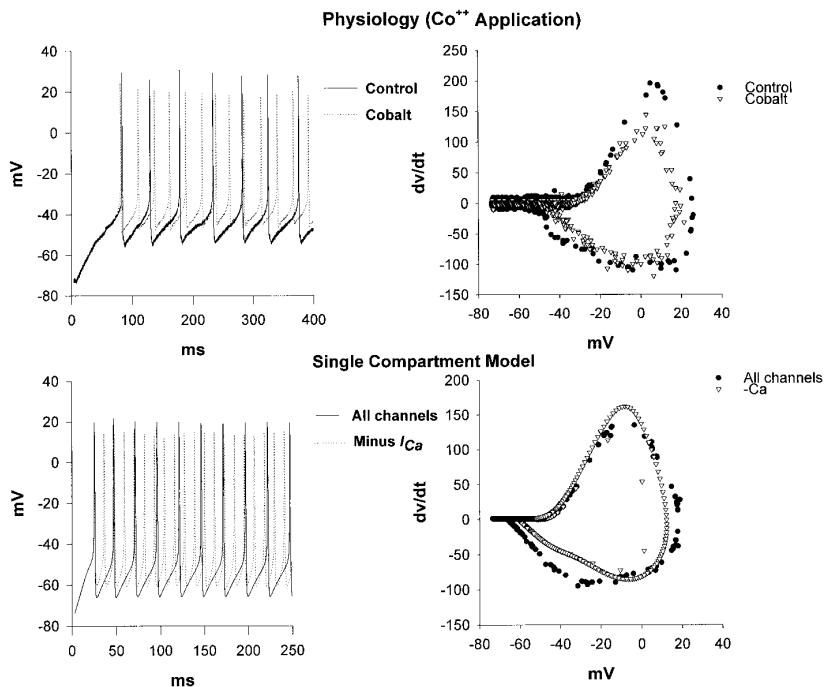 Physiology (Co++ Application)
40
20
0
-20
-40
-60
-80
mV
0 100 200 300 400
ms
Control
Cobalt
250
200
150
100
50
0
-50
-100
-150
dv/dt
-80 -60 -40 -20 0 20 40
mV
Control
Cobalt
Single Compartment Model
40
20
0
-20
-40
-60
-80
mV
0 50 100 150 200 250
ms
All channels
Minus ICa
200
150
100
50
0
-50
-100
-150
dv/dt
-80 -60 -40 -20 0 20 40
mV
All channels
-Ca